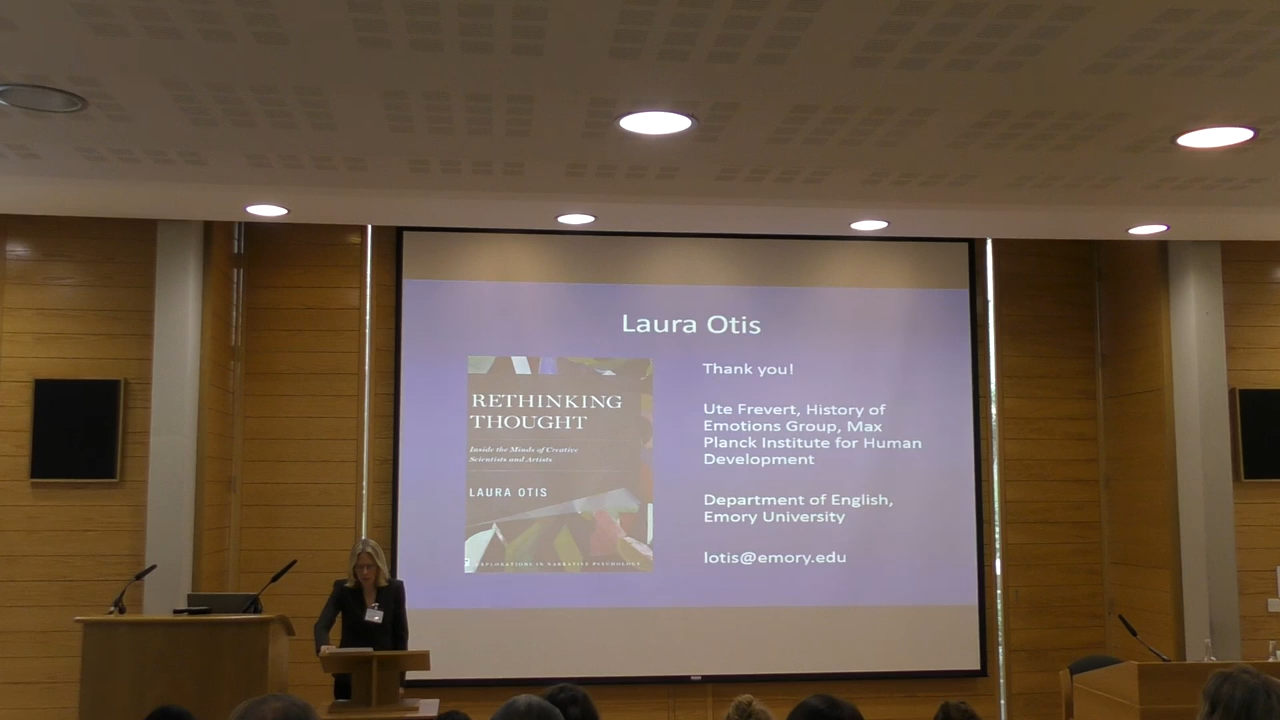 Laura Otis
RETHINKING
THOUGHT
Inside the Minds of Creative
Scientists and Artists
LAURA OTIS
EXPLORATIONS IN NARRATIVE PSYCHOLOGY
Thank you!
Ute Frevert, History of
Emotions Group, Max
Planck Institute for Human
Development
Department of English,
Emory University
lotis@emory.edu